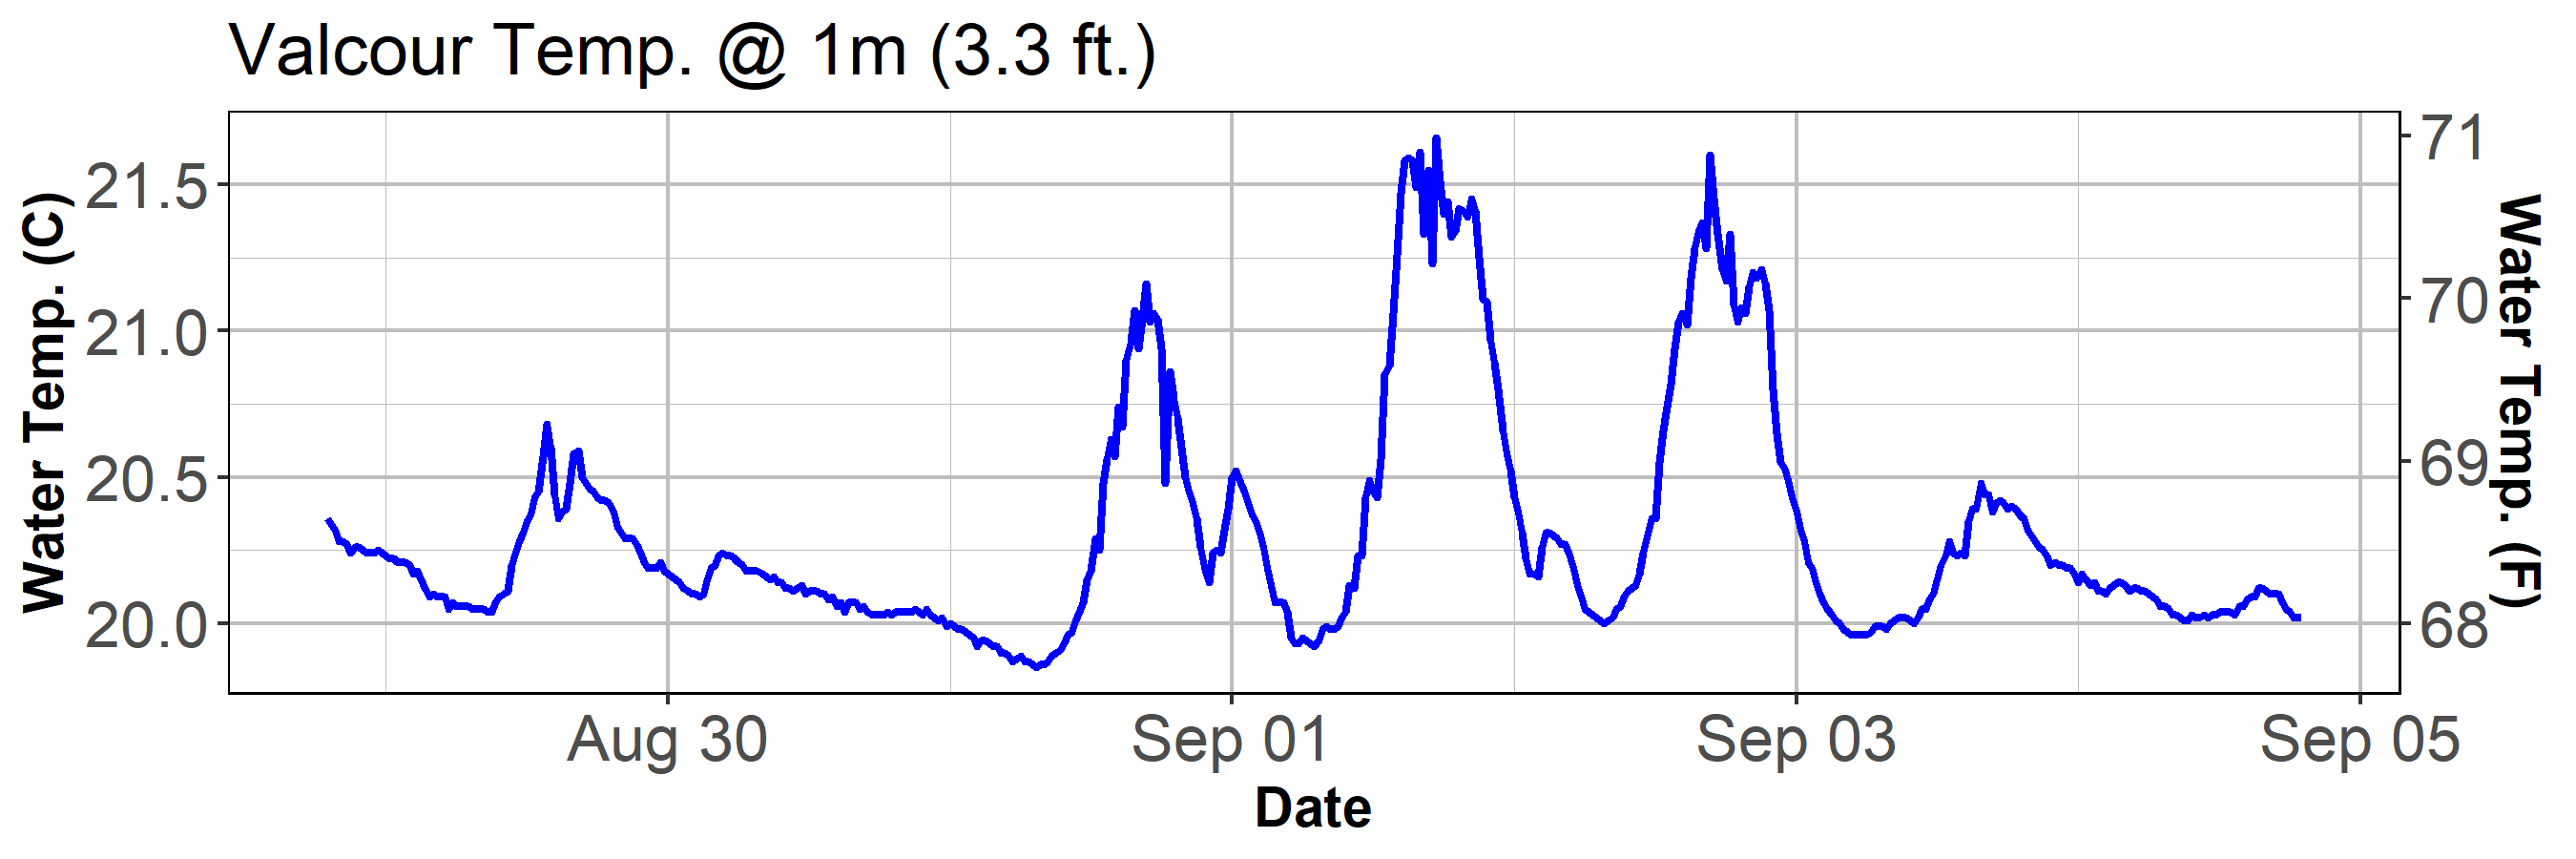 Valcour Temp. @ 1m (3.3 ft.)
Water Temp. (C)
21.5
21.0
20.5
20.0
71
70
69
68
Water Temp. (F)
Aug 30
Sep 01
Sep 03
Sep 05
Date